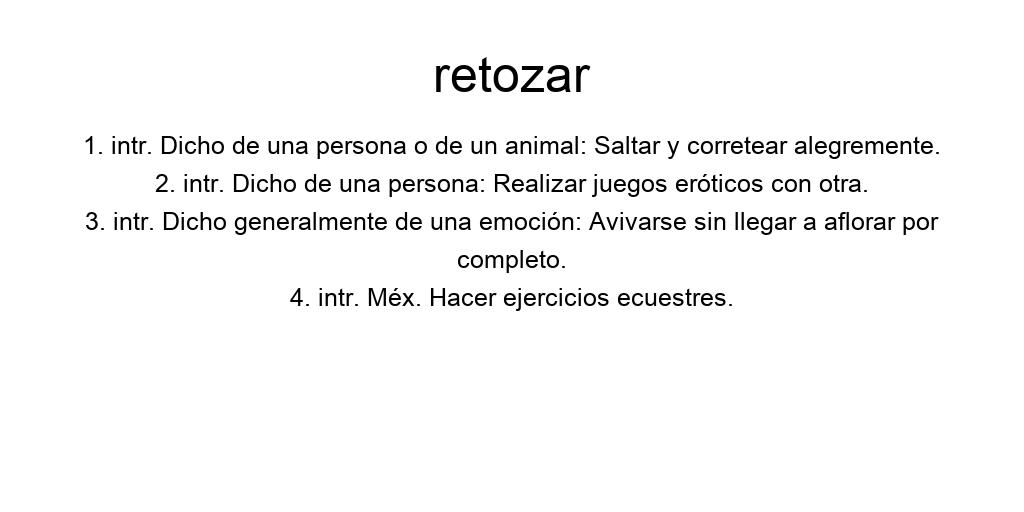 retozar
1. intr. Dicho de una persona o de un animal: Saltar y corretear alegremente.
2. intr. Dicho de una persona: Realizar juegos eróticos con otra.
3. intr. Dicho generalmente de una emoción: Avivarse sin llegar a aflorar por
completo.
4. intr. Méx. Hacer ejercicios ecuestres.